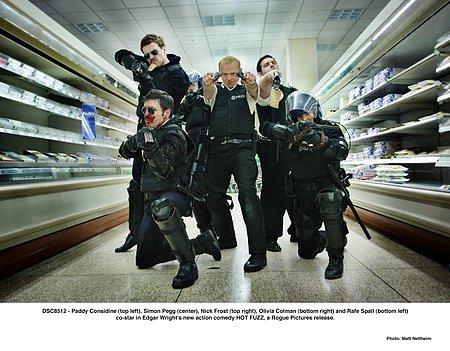 POLICE
DSC8512 - Paddy Considine (top left), Simon Pegg (center), Nick Frost (top right), Olivia Colman (bottom right) and Rafe Spall (bottom left)
co-star in Edgar Wright's new action comedy HOT FUZZ, a Rogue Pictures release.
Photo: Matt Nettheim